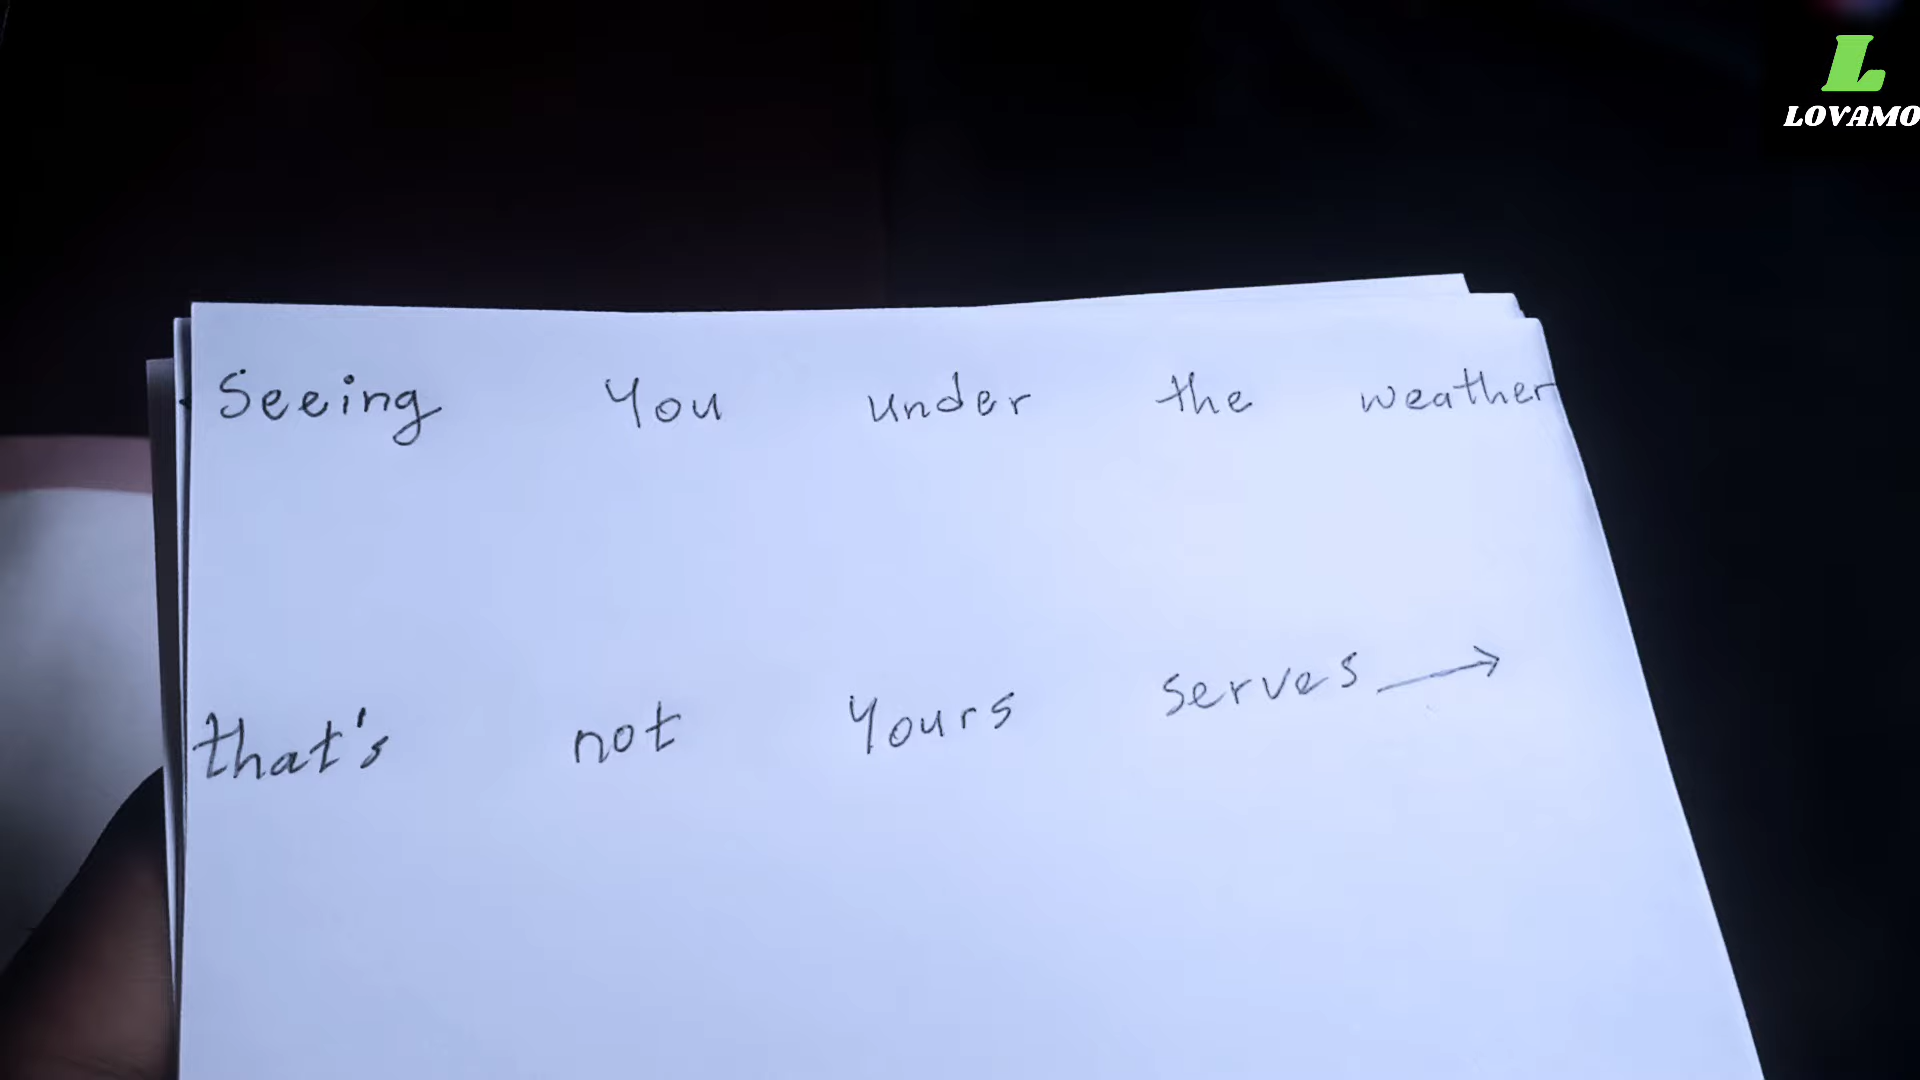 L
LOVAMO
Seeing You under the weather
that's not Yours serves →